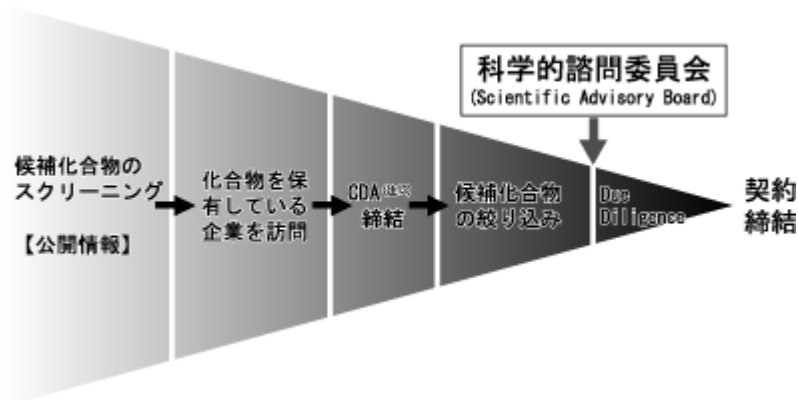 科学的諮問委員会
(Scientific Advisory Board)
候補化合物の
スクリーニング
【公開情報】
化合物を保
有している
企業を訪問
CDA
締結
候補化合物
の絞り込み
Due
Diligence
契約
締結